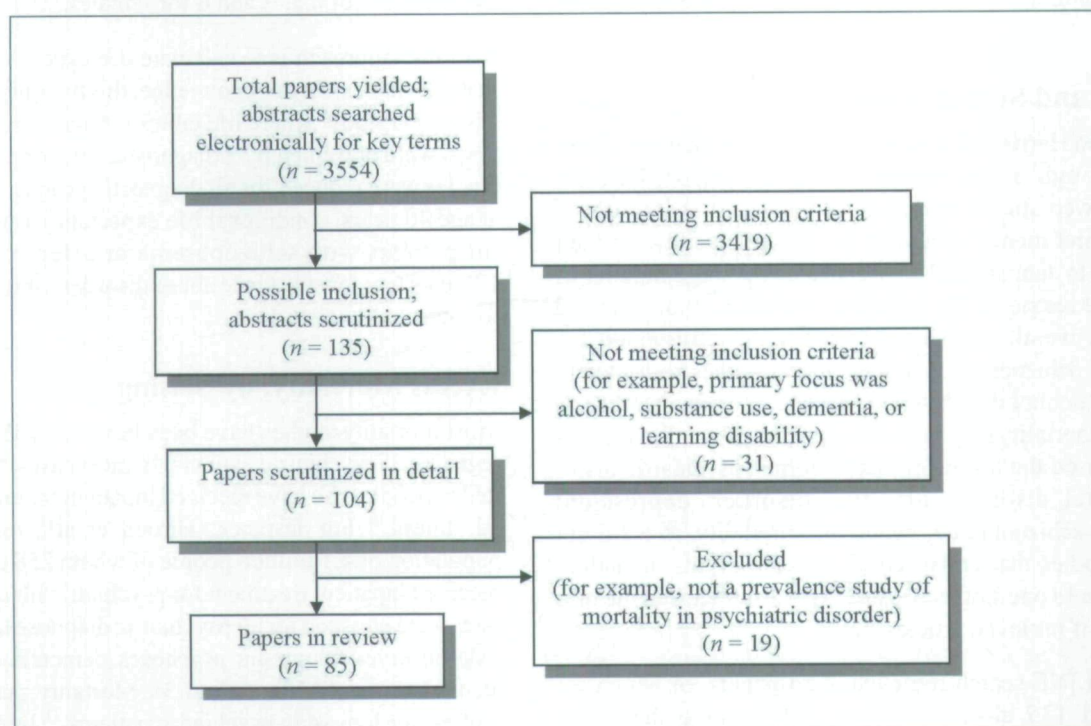 Total papers yielded;
abstracts searched
electronically for key terms
(n = 3554)
Not meeting inclusion criteria
(n = 3419)
Possible inclusion;
abstracts scrutinized
(n = 135)
Not meeting inclusion criteria
(for example, primary focus was
alcohol, substance use, dementia, or
learning disability)
(n = 31)
Papers scrutinized in detail
(n = 104)
Excluded
(for example, not a prevalence study of
mortality in psychiatric disorder)
(n = 19)
Papers in review
(n = 85)